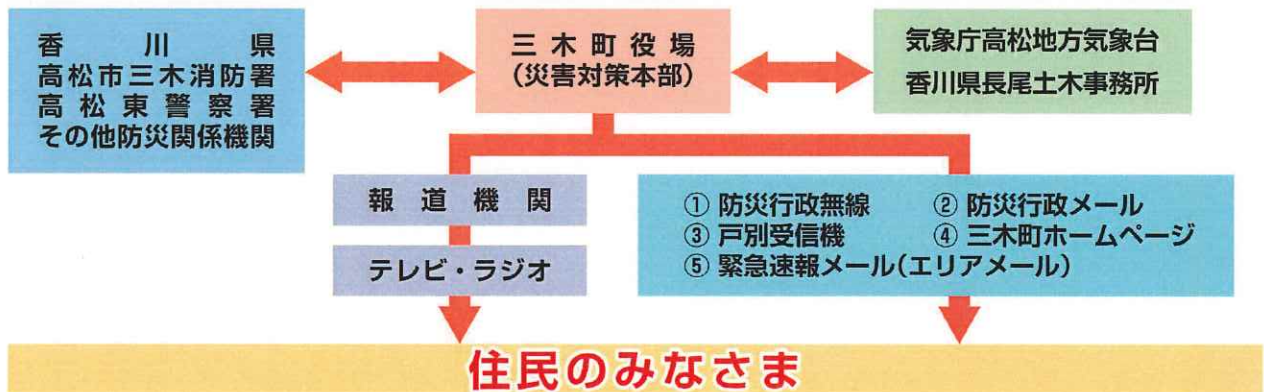 香川県
高松市三木消防署
高松東警察署
その他防災関係機関
三木町役場
(災害対策本部)
気象庁高松地方気象台
香川県長尾土木事務所
報道機関
テレビ・ラジオ
① 防災行政無線 ② 防災行政メール
③ 戸別受信機 ④ 三木町ホームページ
⑤ 緊急速報メール(エリアメール)
住民のみなさま